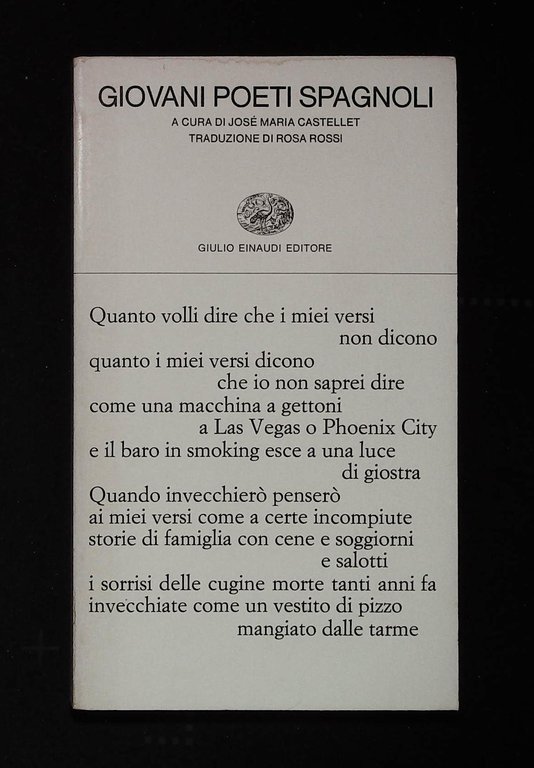 GIOVANI POETI SPAGNOLI
A CURA DI JOSÉ MARIA CASTELLET
TRADUZIONE DI ROSA ROSSI
GIULIO EINAUDI EDITORE
Quanto volli dire che i miei versi
non dicono
quanto i miei versi dicono
che io non saprei dire
come una macchina a gettoni
a Las Vegas o Phoenix City
e il baro in smoking esce a una luce
di giostra
Quando invecchierò penserò
ai miei versi come a certe incompiute
storie di famiglia con cene e soggiorni
e salotti
i sorrisi delle cugine morte tanti anni fa
invecchiate come un vestito di pizzo
mangiato dalle tarme